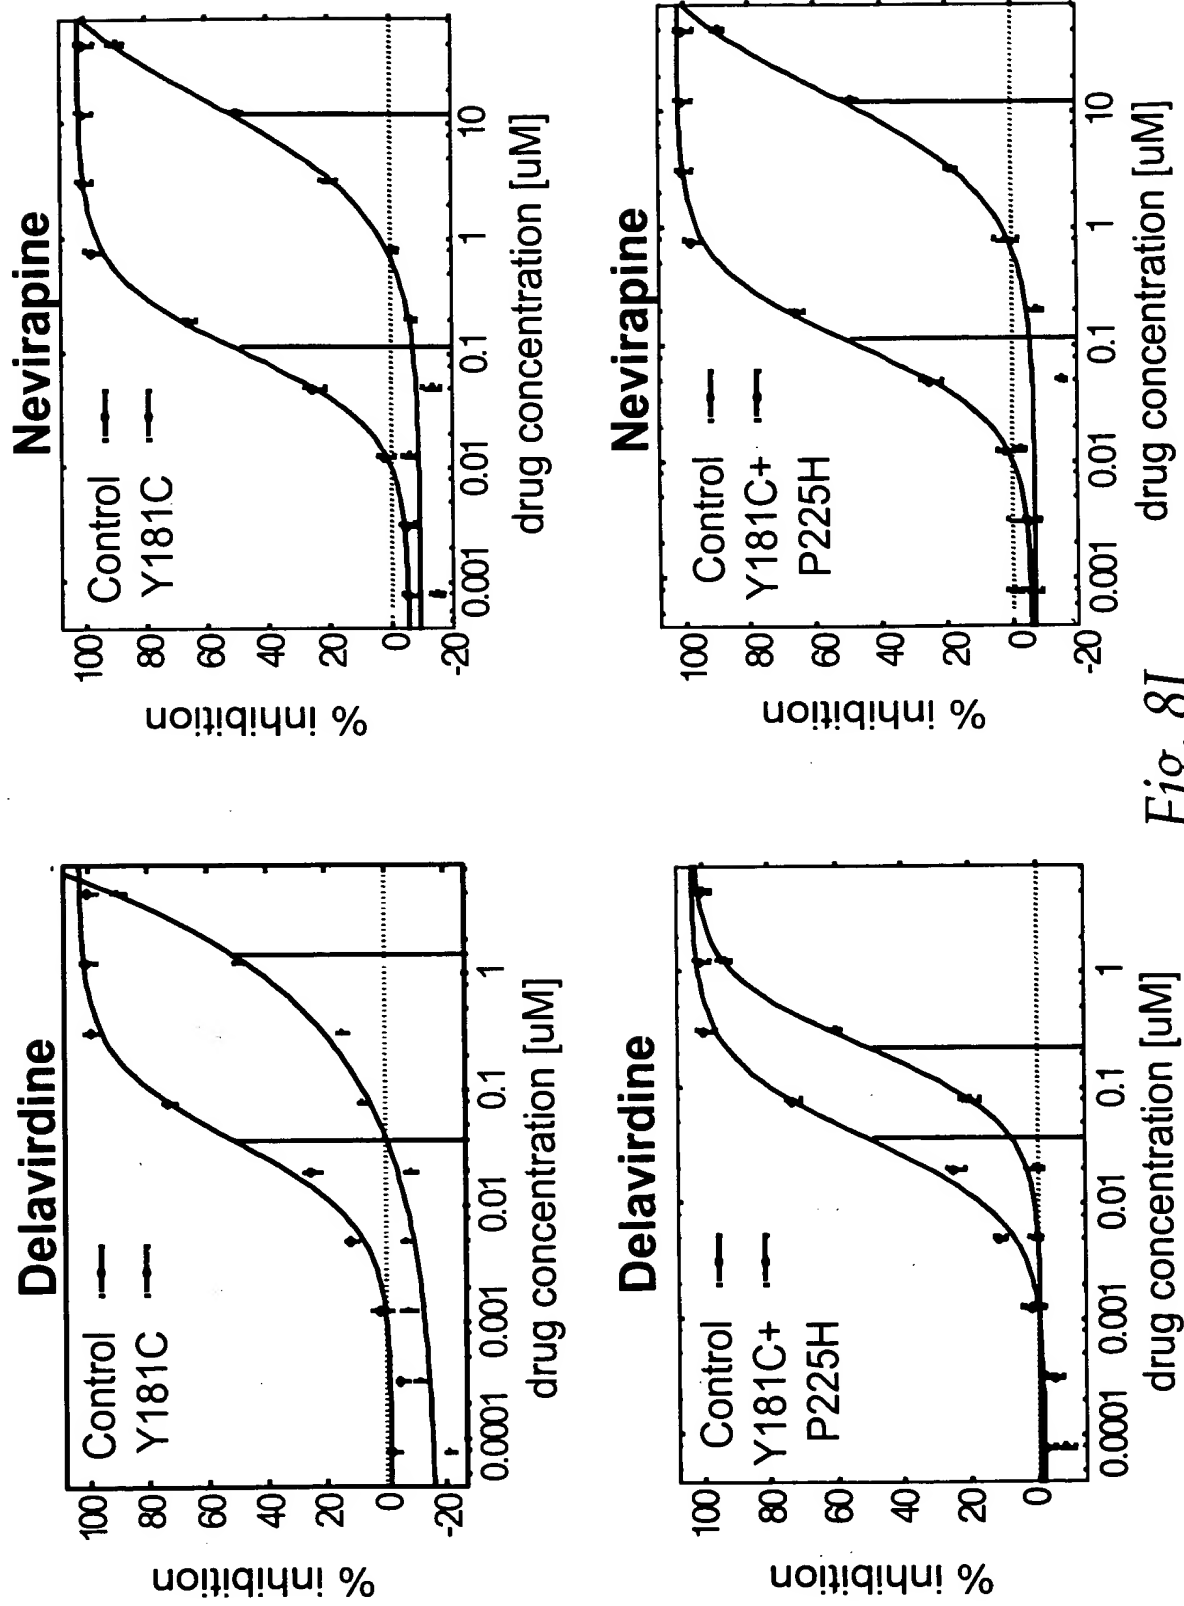 Delavirdine
Control
Y181C
% inhibition
100
80
60
40
20
0
-20
0.0001 0.001 0.01 0.1 1
drug concentration [uM]
Nevirapine
Control
Y181C
% inhibition
100
80
60
40
20
0
-20
0.001 0.01 0.1 1 10
drug concentration [uM]
Delavirdine
Control
Y181C+
P225H
% inhibition
100
80
60
40
20
0
0.0001 0.001 0.01 0.1 1
drug concentration [uM]
Nevirapine
Control
Y181C+
P225H
% inhibition
100
80
60
40
20
0
-20
0.001 0.01 0.1 1 10
drug concentration [uM]
Fig.